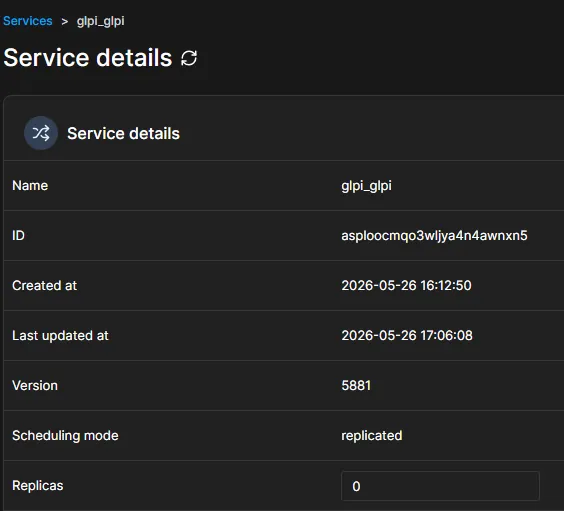 Services > glpi_glpi
Service details
Service details
Name glpi_glpi
ID asploocmqo3wljya4n4awnxn5
Created at 2026-05-26 16:12:50
Last updated at 2026-05-26 17:06:08
Version 5881
Scheduling mode replicated
Replicas 0